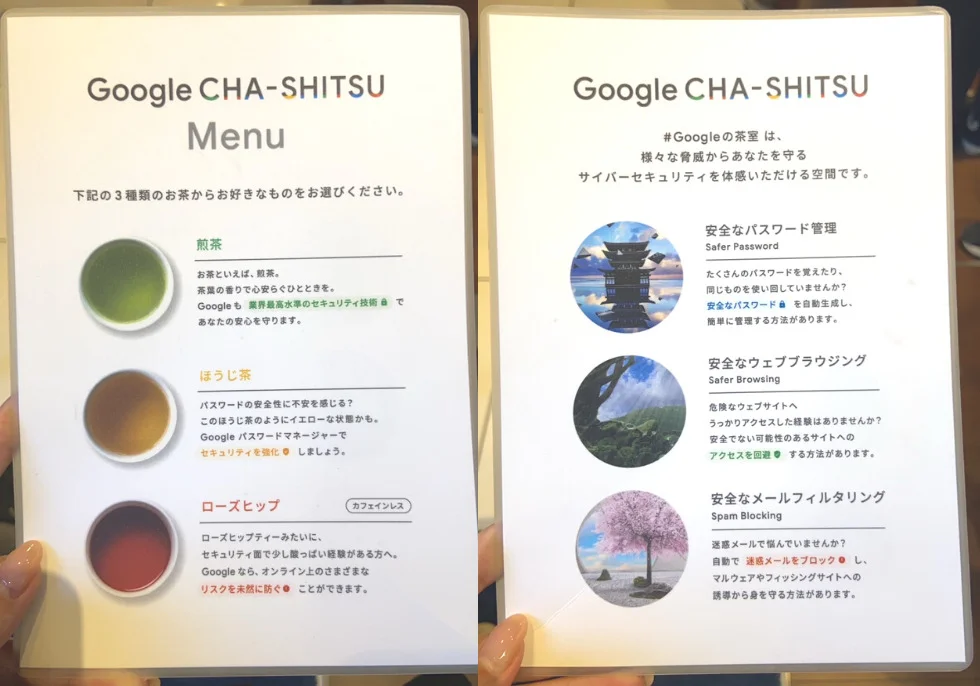 Google CHA-SHITSU
Menu
下記の3種類のお茶からお好きなものをお選びください。
煎茶
お茶といえば、煎茶。
茶葉の香りで心安らぐひとときを。
Googleも 業界最高水準のセキュリティ技術 で
あなたの安心を守ります。
ほうじ茶
パスワードの安全性に不安を感じる?
このほうじ茶のようにイエローな状態かも。
Google パスワードマネージャーで
セキュリティを強化 しましょう。
ローズヒップ
カフェインレス
ローズヒップティーみたいに、
セキュリティ面で少し酸っぱい経験がある方へ。
Googleなら、オンライン上のさまざまな
リスクを未然に防ぐ ことができます。
Google CHA-SHITSU
#Googleの茶室 は、
様々な脅威からあなたを守る
サイバーセキュリティを体感いただける空間です。
安全なパスワード管理
Safer Password
たくさんのパスワードを覚えたり、
同じものを使い回していませんか?
安全なパスワード を自動生成し、
簡単に管理する方法があります。
安全なウェブブラウジング
Safer Browsing
危険なウェブサイトへ
うっかりアクセスした経験はありませんか?
安全でない可能性のあるサイトへの
アクセスを回避 する方法があります。
安全なメールフィルタリング
Spam Blocking
迷惑メールで悩んでいませんか?
自動で 迷惑メールをブロック し、
マルウェアやフィッシングサイトへの
誘導から身を守る方法があります。